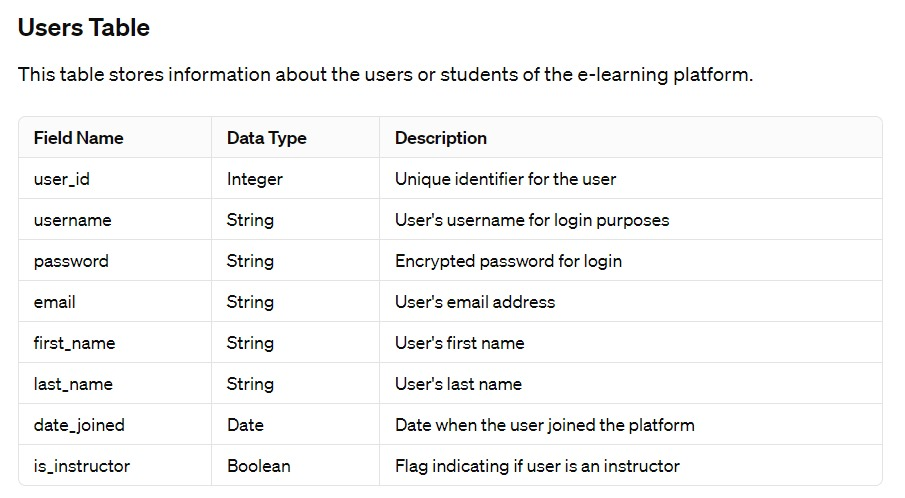 Users Table
This table stores information about the users or students of the e-learning platform.
Field Name Data Type Description
user_id Integer Unique identifier for the user
username String User's username for login purposes
password String Encrypted password for login
email String User's email address
first_name String User's first name
last_name String User's last name
date_joined Date Date when the user joined the platform
is_instructor Boolean Flag indicating if user is an instructor